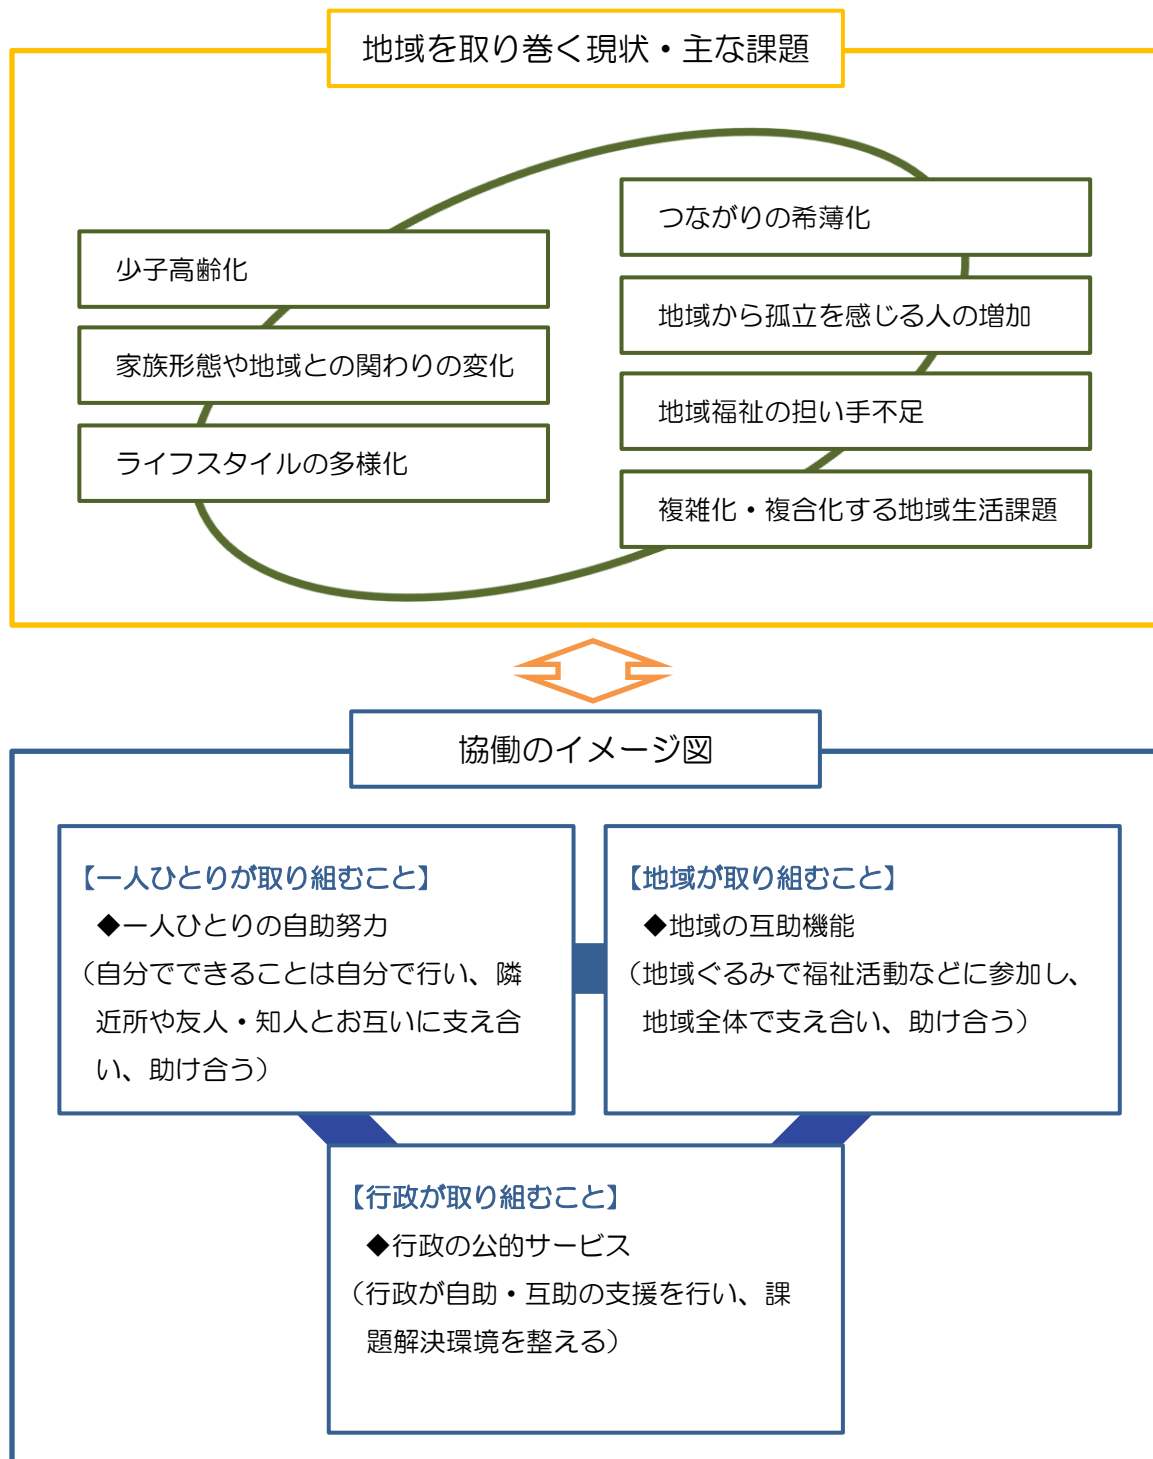 地域を取り巻く現状・主な課題
少子高齢化
家族形態や地域との関わりの変化
ライフスタイルの多様化
つながりの希薄化
地域から孤立を感じる人の増加
地域福祉の担い手不足
複雑化・複合化する地域生活課題
協働のイメージ図
【一人ひとりが取り組むこと】
◆一人ひとりの自助努力
（自分でできることは自分で行い、隣
近所や友人・知人とお互いに支え合
い、助け合う）
【地域が取り組むこと】
◆地域の互助機能
（地域ぐるみで福祉活動などに参加し、
地域全体で支え合い、助け合う）
【行政が取り組むこと】
◆行政の公的サービス
（行政が自助・互助の支援を行い、課
題解決環境を整える）